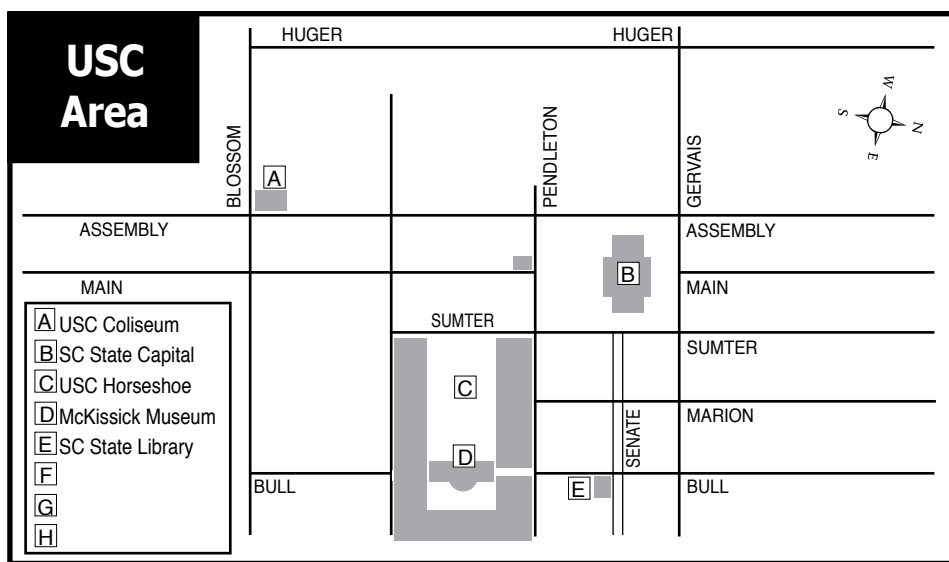 USC
Area
HUGER
HUGER
BLOSSOM
PENDLETON
GERVAIS
W
S
N
E
A
ASSEMBLY
ASSEMBLY
B
MAIN
MAIN
A USC Coliseum
B SC State Capital
C USC Horseshoe
D McKissick Museum
E SC State Library
F
G
H
SUMTER
SUMTER
C
MARION
SENATE
D
BULL
E
BULL